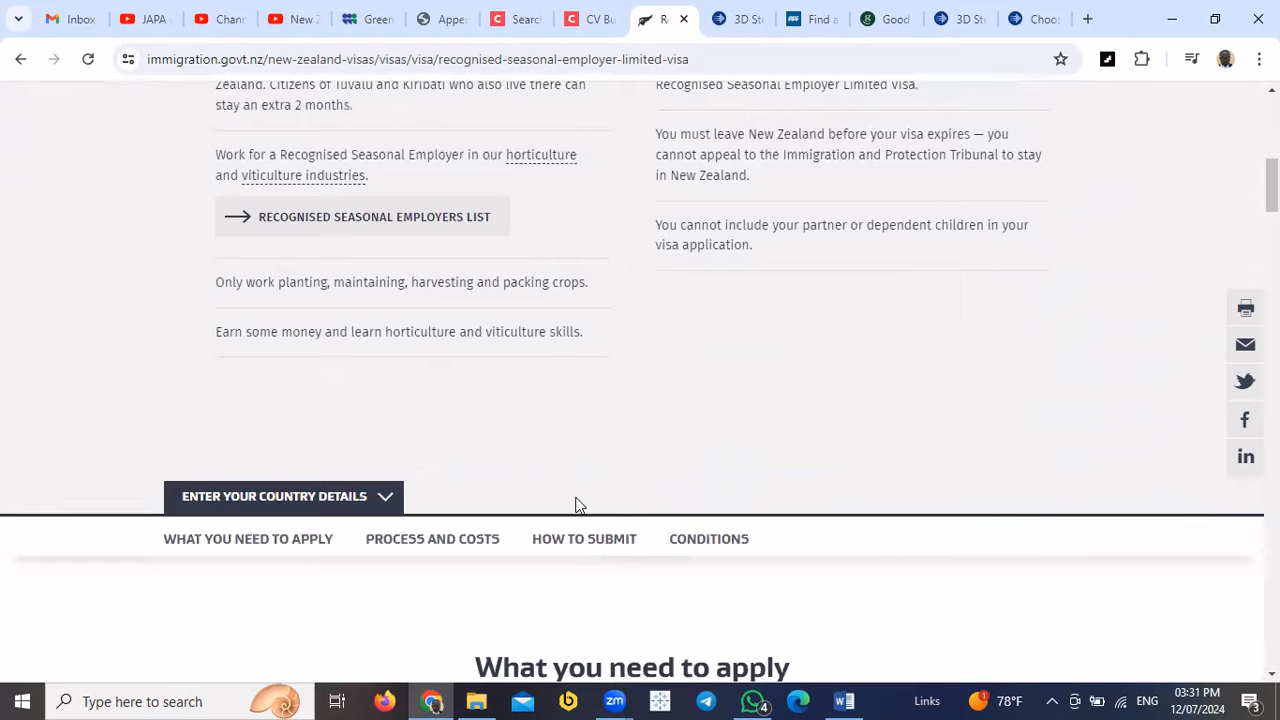 Inbox
JAPA
Chann
New Z
Green
Apper
Search
CV Bu
R
3D St
Find a
Good
3D St
Choos
immigration.govt.nz/new-zealand-visas/visas/visa/recognised-seasonal-employer-limited-visa
Zealand. Citizens of Tuvalu and Kiribati who also live there can
stay an extra 2 months.
Work for a Recognised Seasonal Employer in our horticulture
and viticulture industries.
RECOGNISED SEASONAL EMPLOYERS LIST
Only work planting, maintaining, harvesting and packing crops.
Earn some money and learn horticulture and viticulture skills.
Recognised Seasonal Employer Limited Visa.
You must leave New Zealand before your visa expires — you
cannot appeal to the Immigration and Protection Tribunal to stay
in New Zealand.
You cannot include your partner or dependent children in your
visa application.
ENTER YOUR COUNTRY DETAILS
WHAT YOU NEED TO APPLY
PROCESS AND COSTS
HOW TO SUBMIT
CONDITIONS
What you need to apply
Type here to search
4
Links
78°F
ENG
03:31 PM
12/07/2024
3